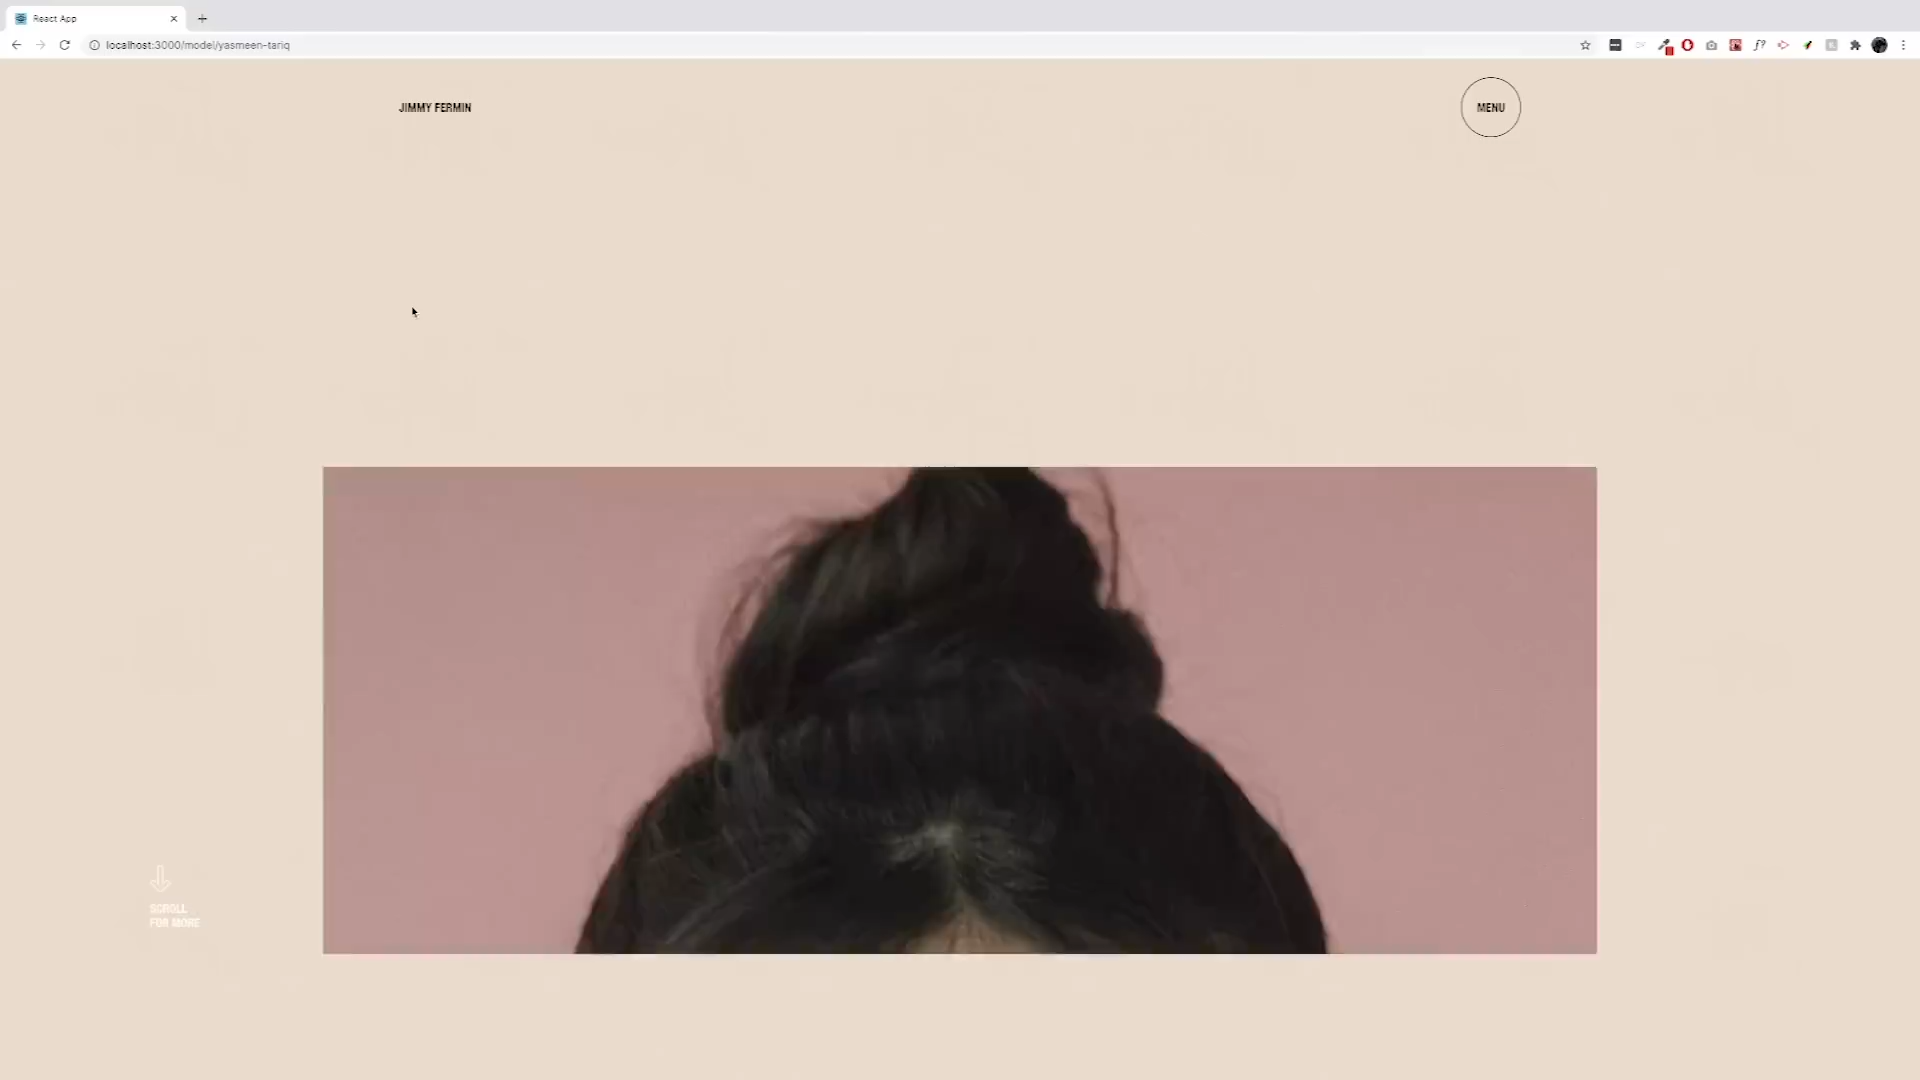 React App
localhost:3000/model/yasmeen-tariq
JIMMY FERMIN
MENU
SCROLL
FOR MORE